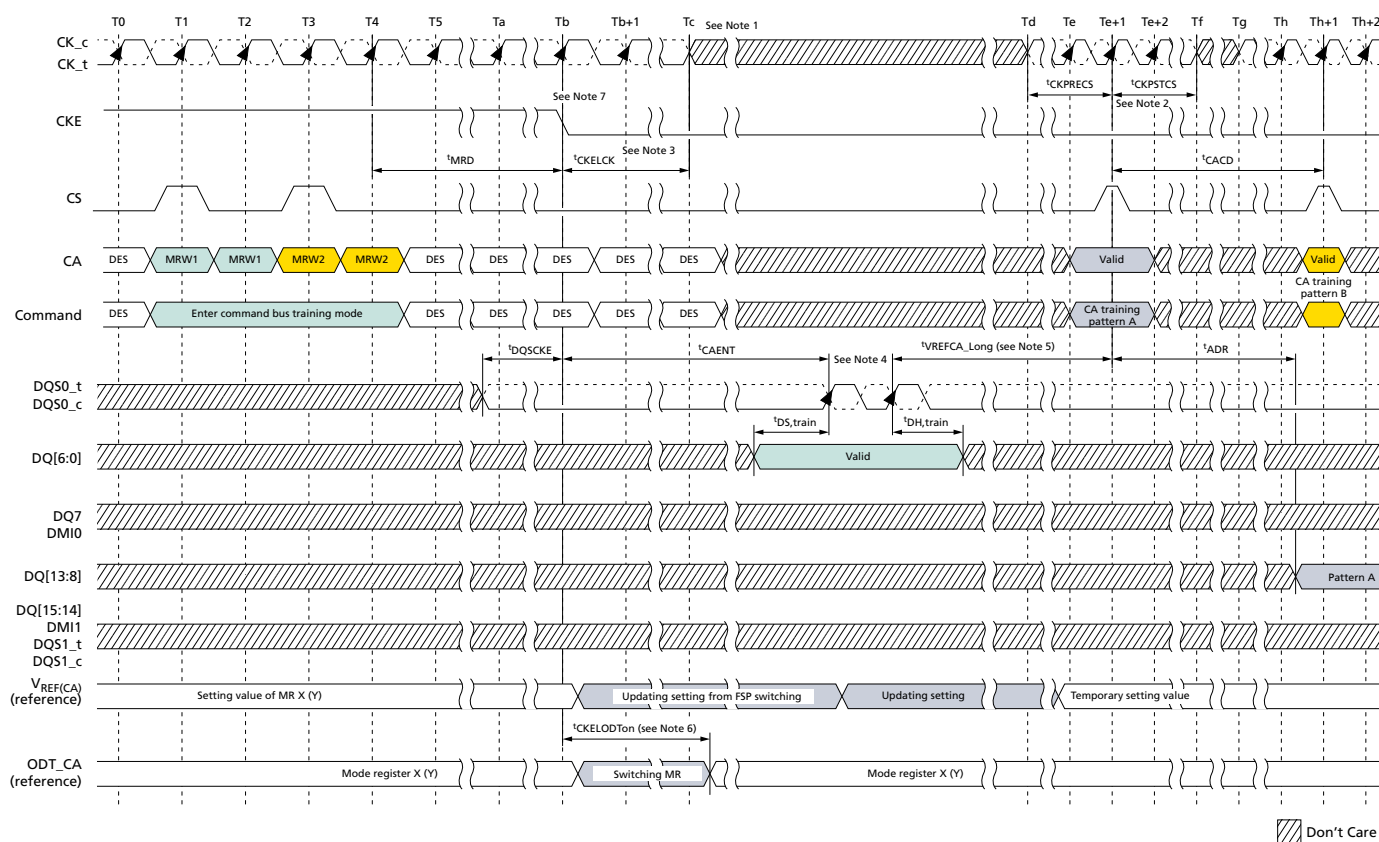 T0 T1 T2 T3 T4 T5 Ta Tb Tb+1 Tc See Note 1 Td Te Te+1 Te+2 Tf Tg Th Th+1 Th+2
CK_c
CK_t
tCKPRECS tCKPSTCS
See Note 2
See Note 7
CKE
See Note 3
tMRD tCKELCK tCACD
CS
CA DES MRW1 MRW1 MRW2 MRW2 DES DES DES DES DES Valid Valid
CA training
pattern B
Command DES Enter command bus training mode DES DES DES DES DES CA training
pattern A
tDQSCKE tCAENT See Note 4 tVREFCA_Long (see Note 5) tADR
DQS0_t
DQS0_c
tDS,train tDH,train
DQ[6:0] Valid
DQ7
DMI0
DQ[13:8] Pattern A
DQ[15:14]
DMI1
DQS1_t
DQS1_c
VREF(CA)
(reference) Setting value of MR X (Y) Updating setting from FSP switching Updating setting Temporary setting value
tCKELODTon (see Note 6)
ODT_CA
(reference) Mode register X (Y) Switching MR Mode register X (Y)
Don't Care